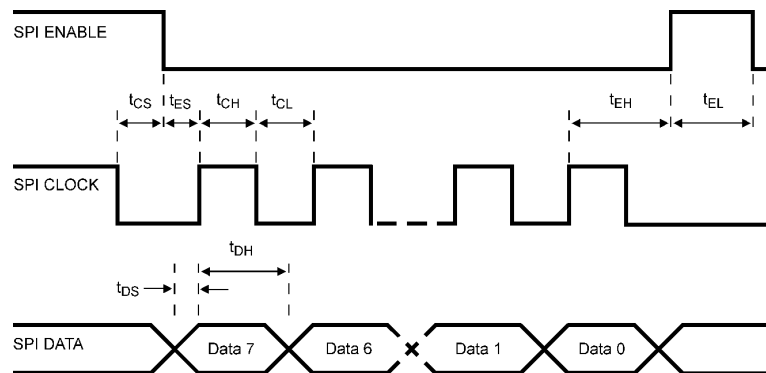 SPI ENABLE
tCS tES tCH tCL tEH tEL
SPI CLOCK
tDH
tDS
SPI DATA Data 7 Data 6 Data 1 Data 0